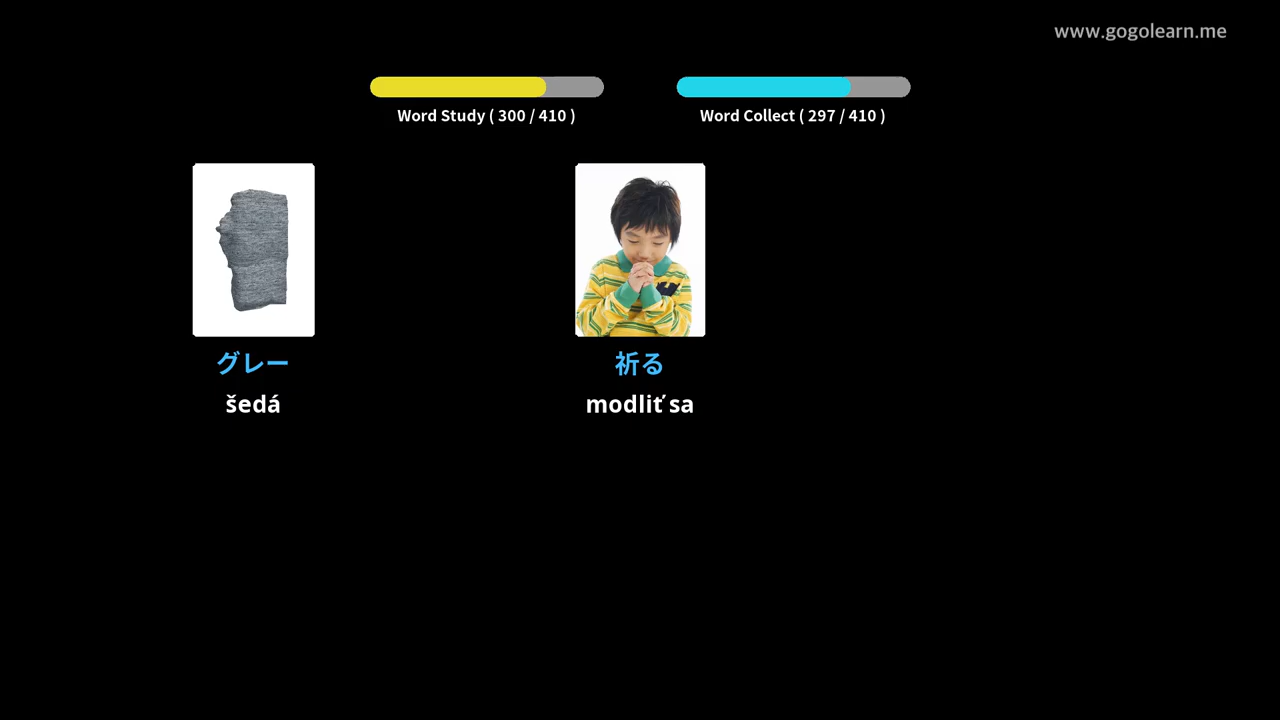 www.gogolearn.me
Word Study ( 300 / 410 )
Word Collect ( 297 / 410 )
グレー
šedá
祈る
modliť sa